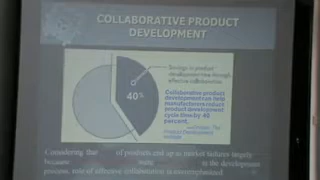 COLLABORATIVE PRODUCT
DEVELOPMENT
Savings in product
development time through
effective collaboration
40%
Collaborative product
development can help
manufacturers reduce
product development
cycle time by 40
percent.
Product Development
Considering that of products end up as market failures largely
because in the development
process, role of effective collaboration is